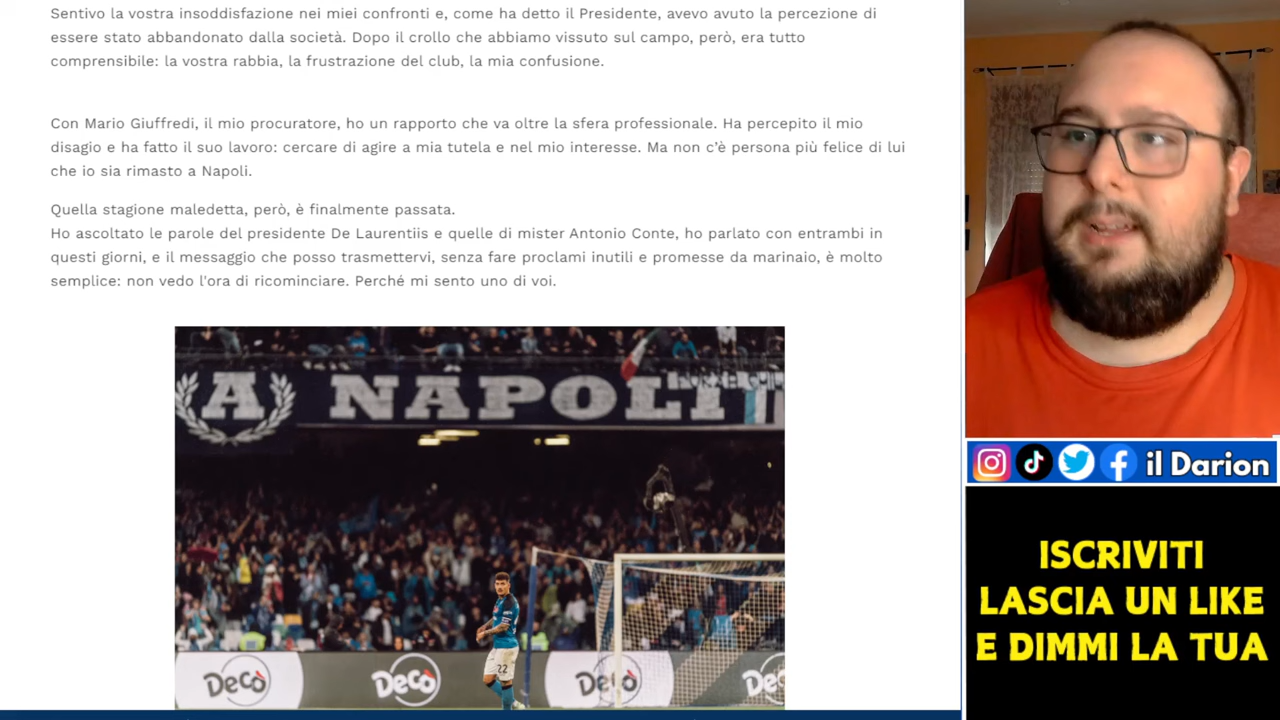 Sentivo la vostra insoddisfazione nei miei confronti e, come ha detto il Presidente, avevo avuto la percezione di
essere stato abbandonato dalla società. Dopo il crollo che abbiamo vissuto sul campo, però, era tutto
comprensibile: la vostra rabbia, la frustrazione del club, la mia confusione.
Con Mario Giuffredi, il mio procuratore, ho un rapporto che va oltre la sfera professionale. Ha percepito il mio
disagio e ha fatto il suo lavoro: cercare di agire a mia tutela e nel mio interesse. Ma non c’è persona più felice di lui
che io sia rimasto a Napoli.
Quella stagione maledetta, però, è finalmente passata.
Ho ascoltato le parole del presidente De Laurentiis e quelle di mister Antonio Conte, ho parlato con entrambi in
questi giorni, e il messaggio che posso trasmettervi, senza fare proclami inutili e promesse da marinaio, è molto
semplice: non vedo l'ora di ricominciare. Perché mi sento uno di voi.
A NAPOLI
22
Decò Decò Decò Decò
il Darion
ISCRIVITI
LASCIA UN LIKE
E DIMMI LA TUA